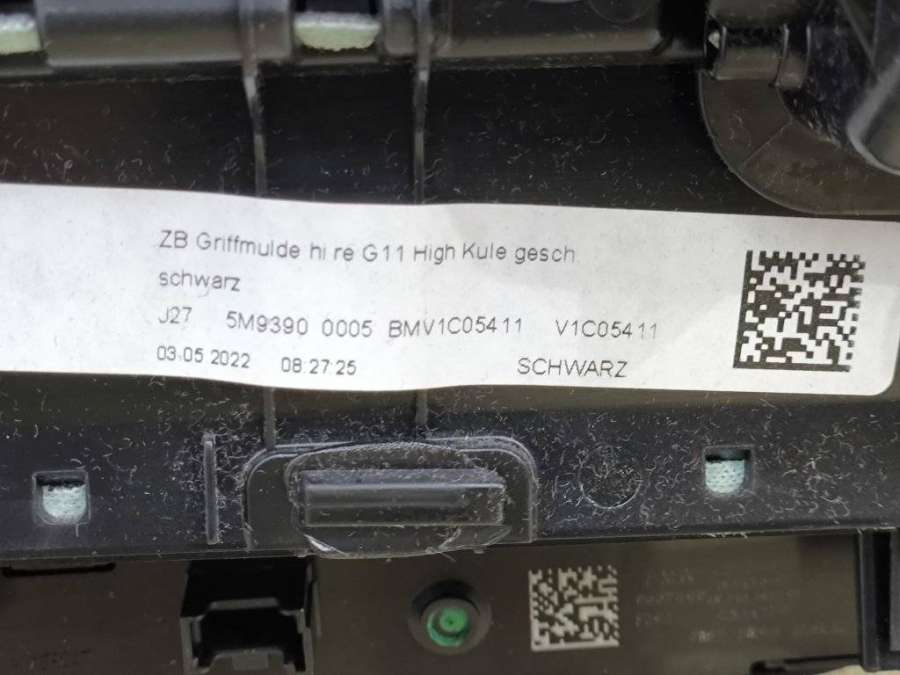 ZB Griffmulde hi re G11 High Kule gesch
schwarz
J27 5M9390 0005 BMV1C05411 V1C05411
03.05.2022 08:27:25 SCHWARZ